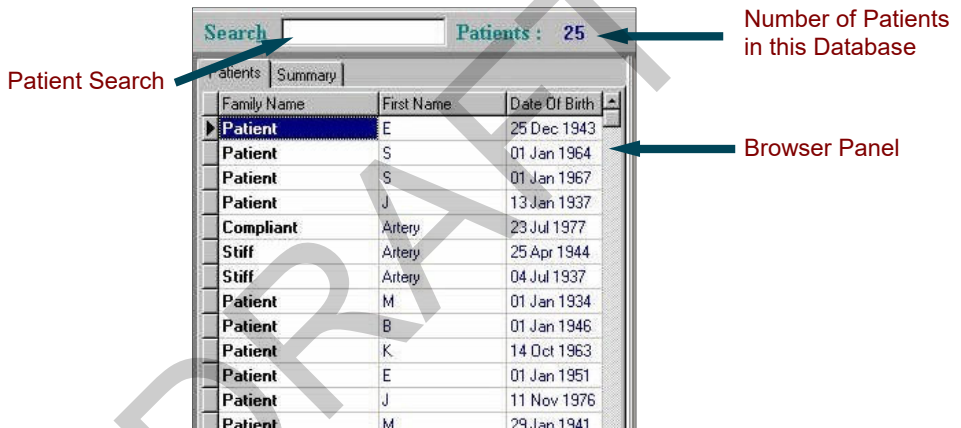 Search Patients : 25
Number of Patients
in this Database
Patient Search
Patients Summary
Family Name First Name Date Of Birth
Patient E 25 Dec 1943
Browser Panel
Patient S 01 Jan 1964
Patient S 01 Jan 1967
Patient J 13 Jan 1937
Compliant Artery 23 Jul 1977
Stiff Artery 25 Apr 1944
Stiff Artery 04 Jul 1937
Patient M 01 Jan 1934
Patient B 01 Jan 1946
Patient K 14 Oct 1963
Patient E 01 Jan 1951
Patient J 11 Nov 1976
Patient M 29 Jan 1941
DRAFT